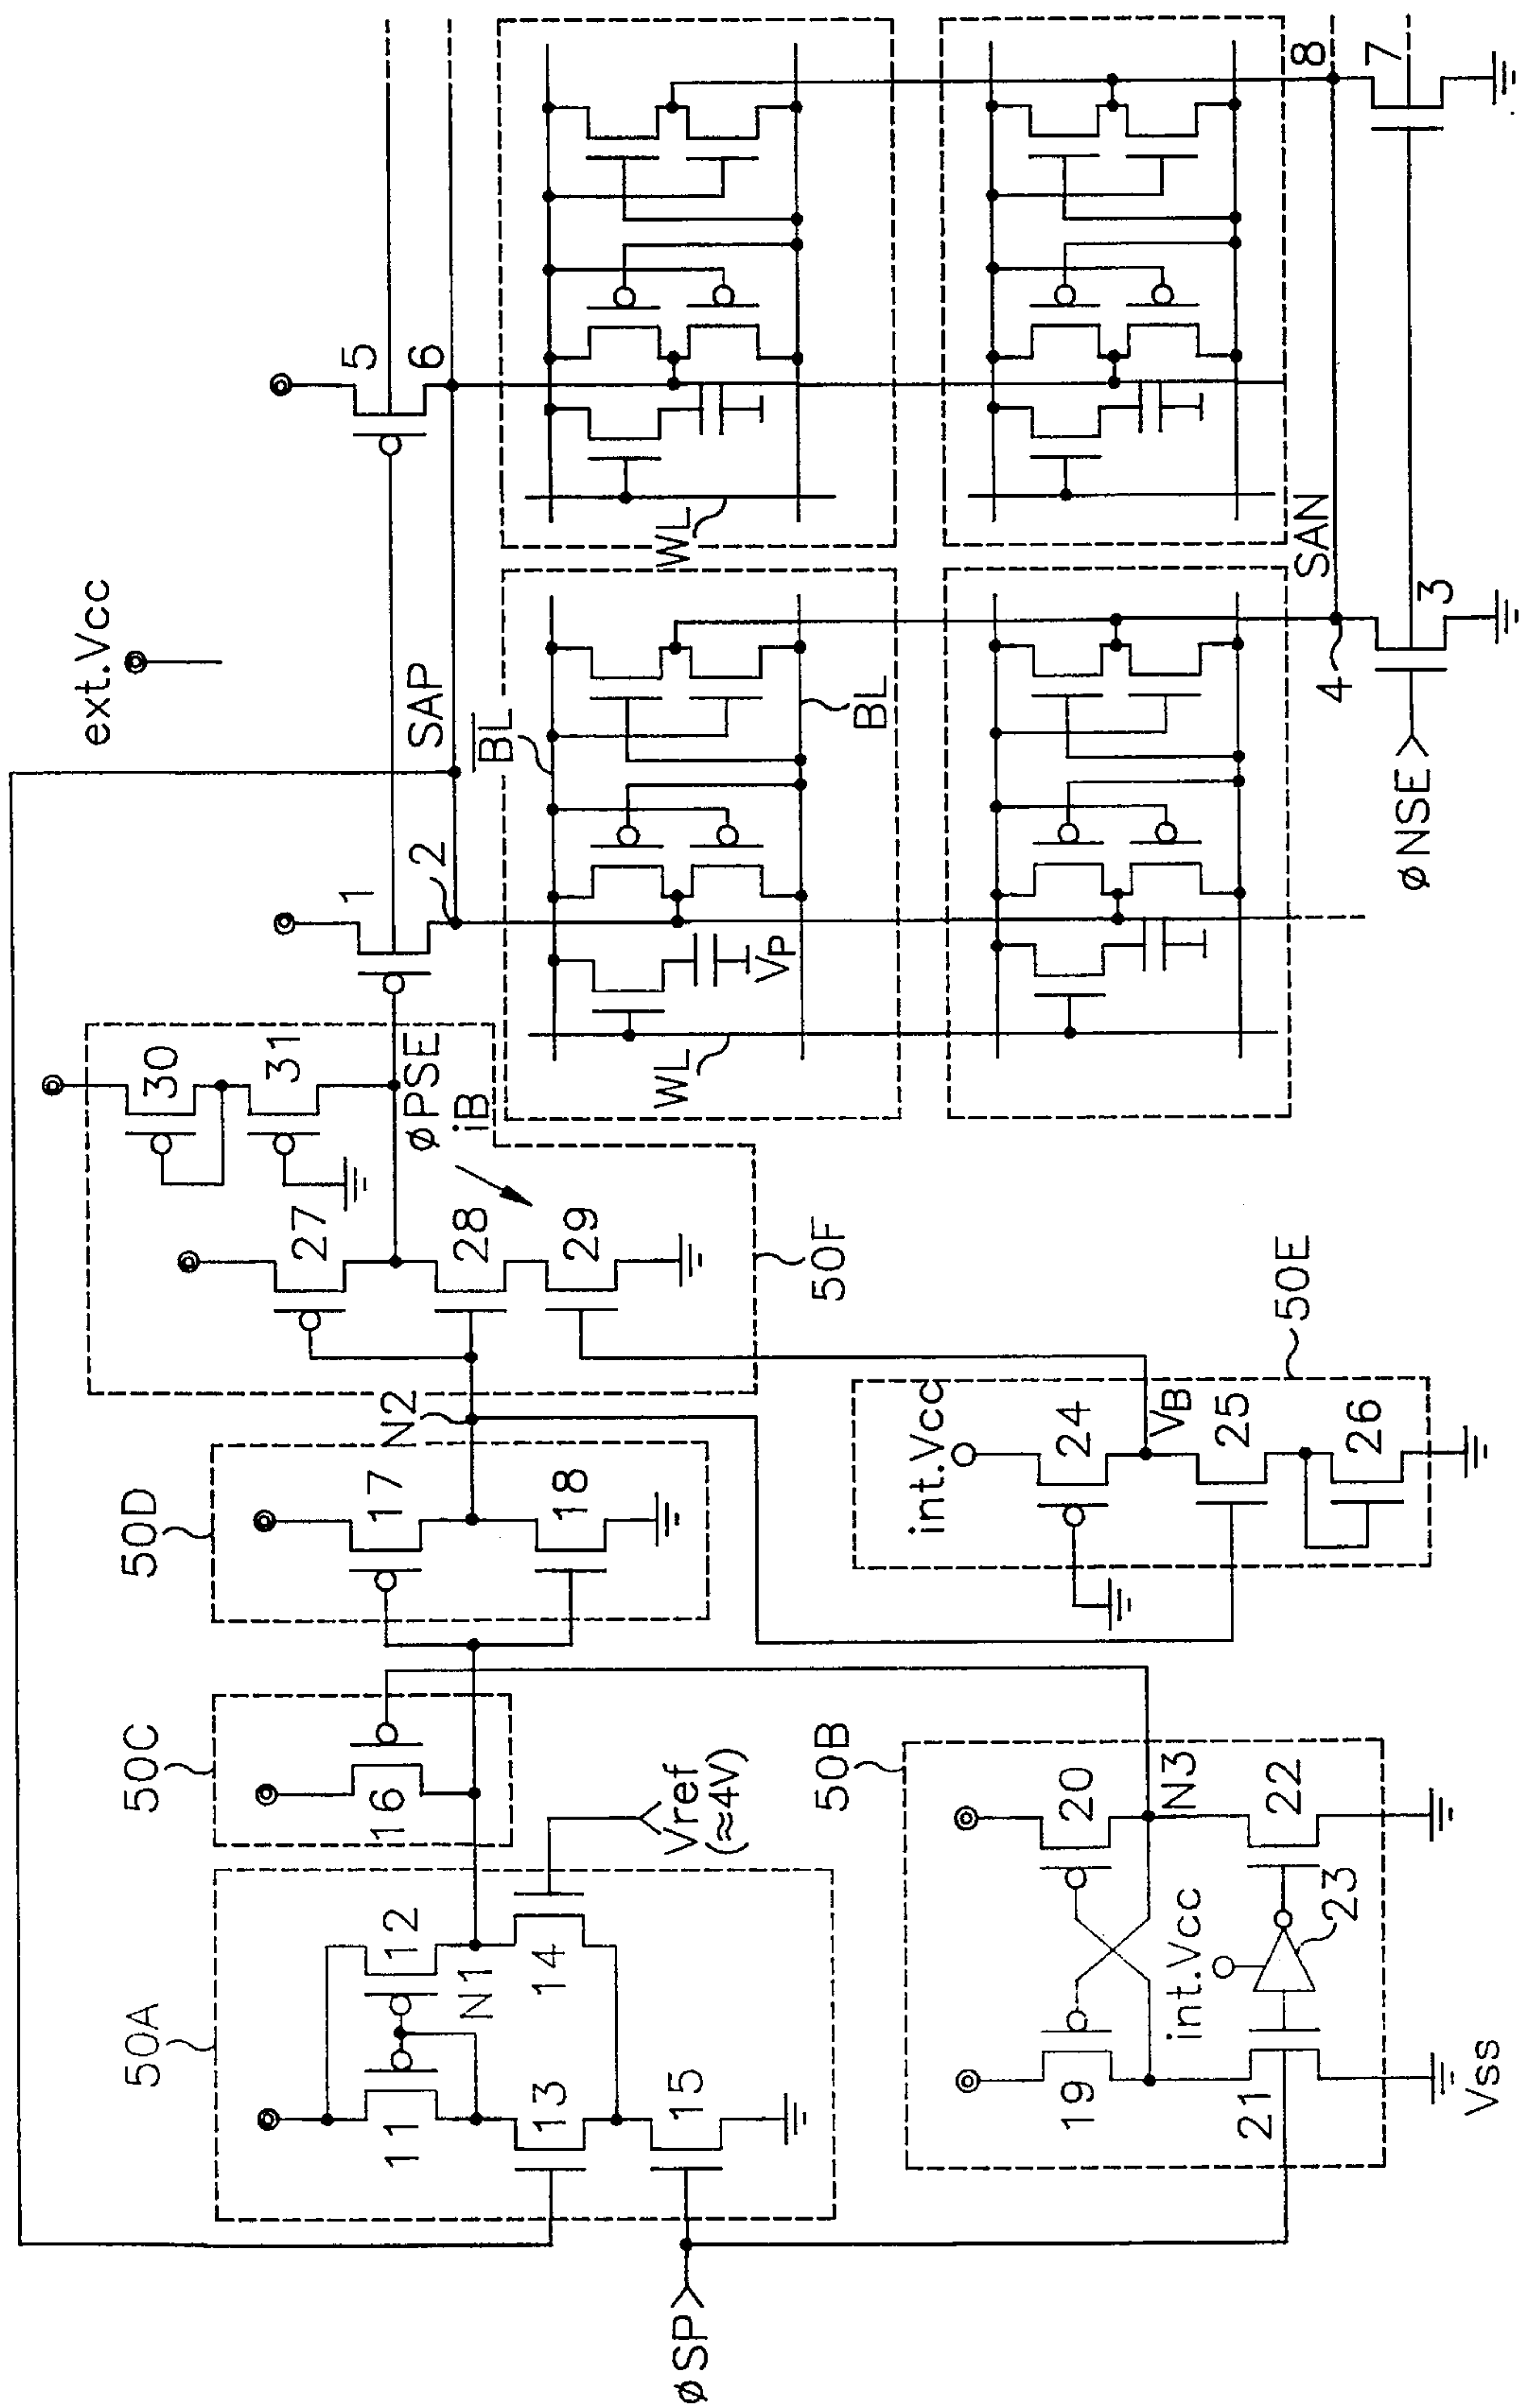 ext.Vcc
5
6
1
2
SAP
30
31
øPSE
iB
27
28
29
50F
N2
50D
17
18
50C
16
Vref
(≈4V)
50A
11
12
N1
13
14
15
øSP
50B
19
20
N3
int.Vcc
21
22
23
Vss
50E
int.Vcc
24
VB
25
26
BL
BL
WL
WL
VP
SAN
4
3
8
7
øNSE